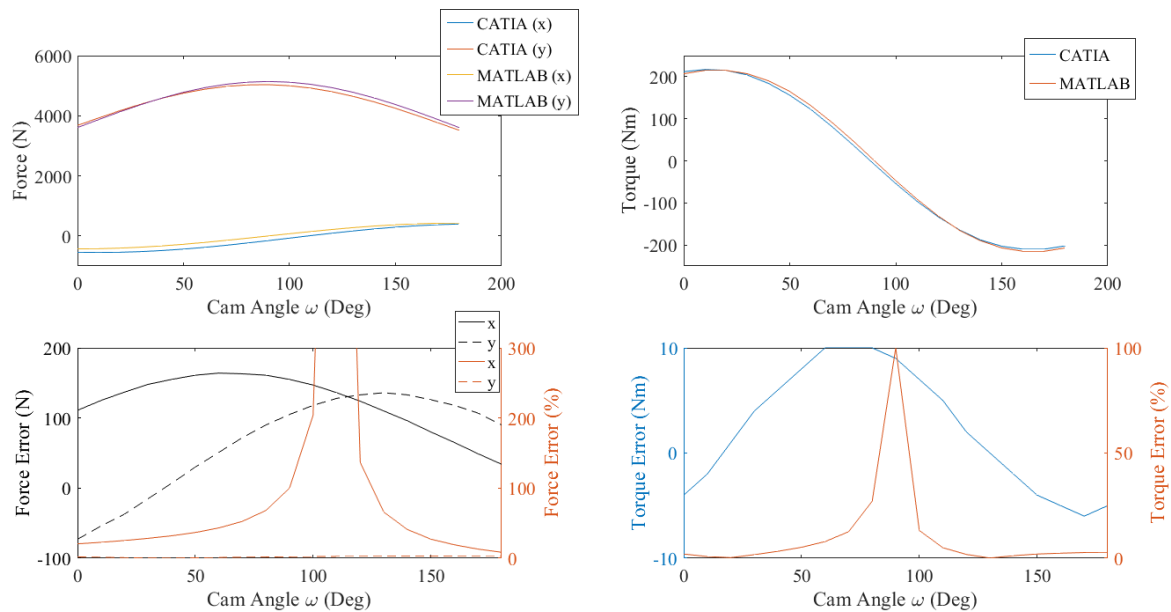 CATIA (x)
CATIA (y)
MATLAB (x)
MATLAB (y)
6000
4000
2000
0
Force (N)
0
50
100
150
200
Cam Angle ω (Deg)
CATIA
MATLAB
200
100
0
-100
-200
Torque (Nm)
0
50
100
150
200
Cam Angle ω (Deg)
x
y
x
y
200
100
0
-100
Force Error (N)
300
200
100
0
Force Error (%)
0
50
100
150
Cam Angle ω (Deg)
10
0
-10
Torque Error (Nm)
100
50
0
Torque Error (%)
0
50
100
150
Cam Angle ω (Deg)